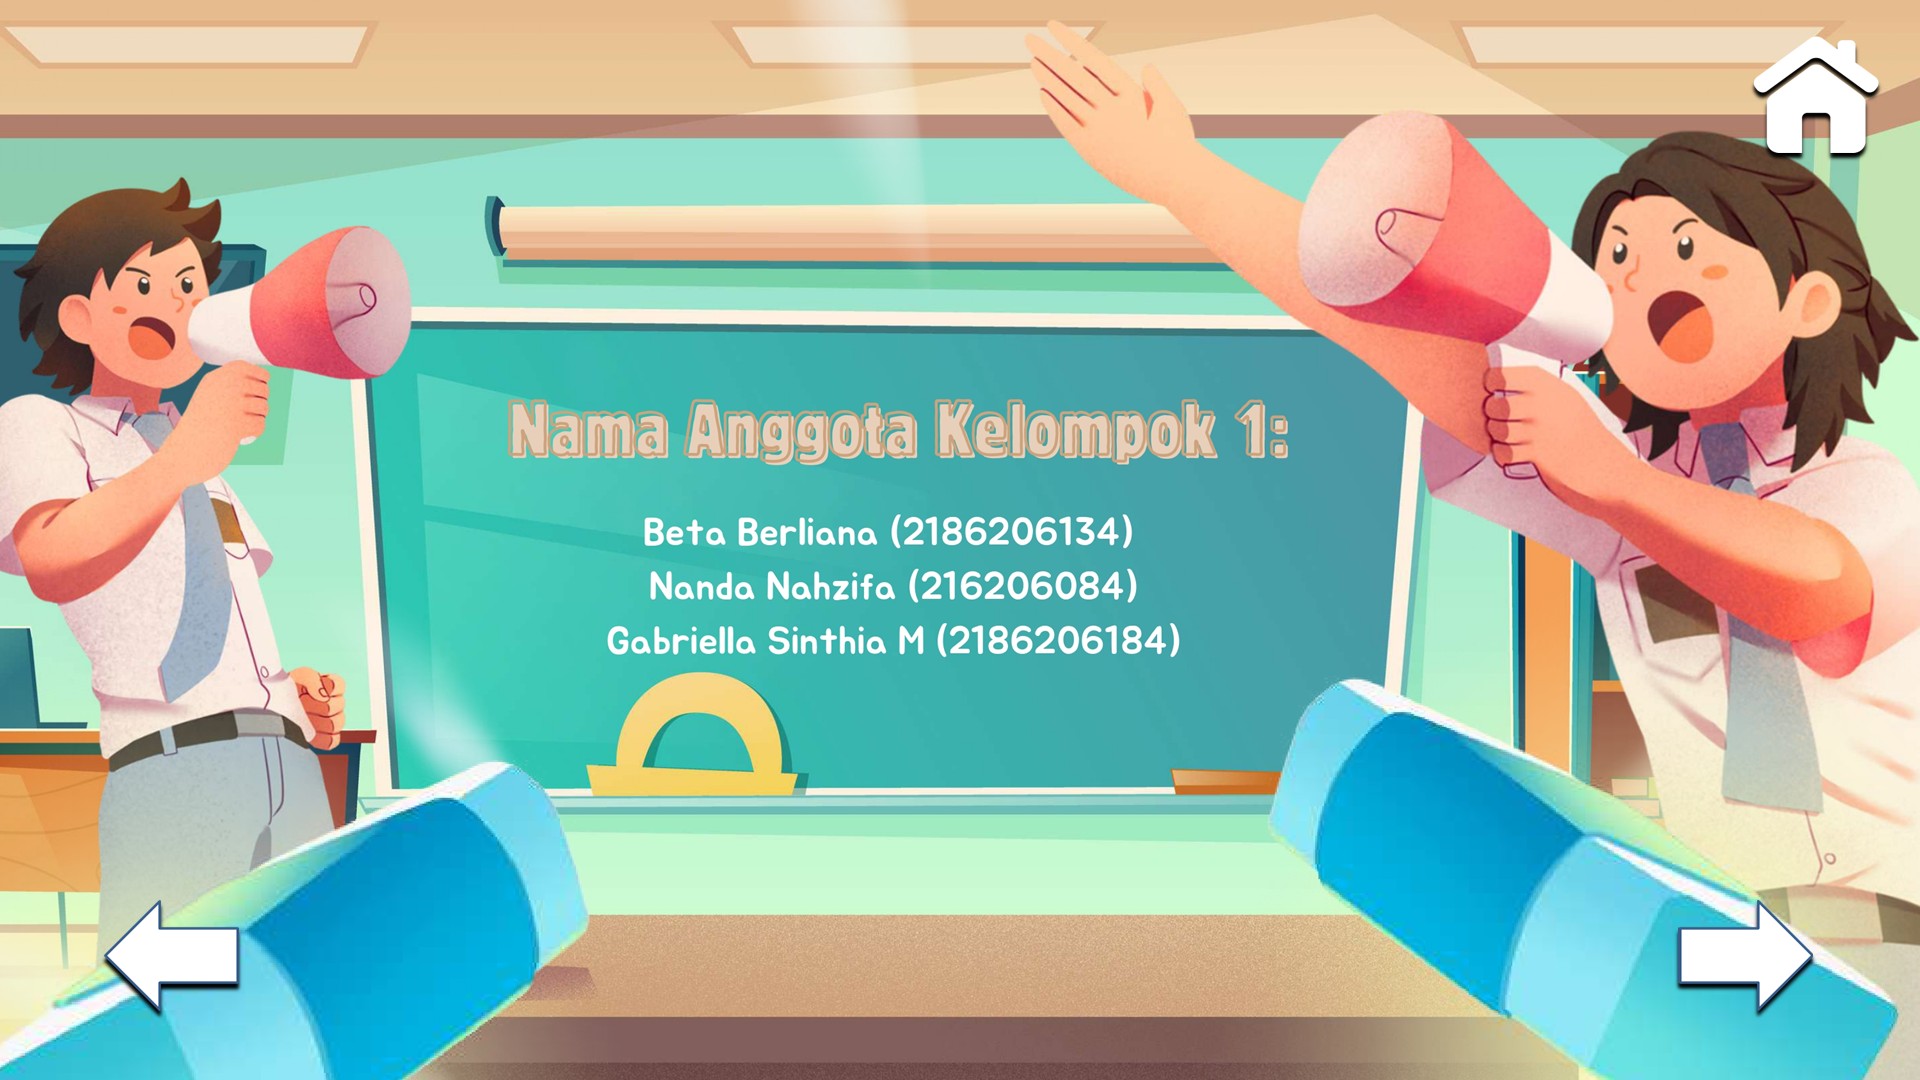 Nama Anggota Kelompok 1:
Beta Berliana (2186206134)
Nanda Nahzifa (216206084)
Gabriella Sinthia M (2186206184)